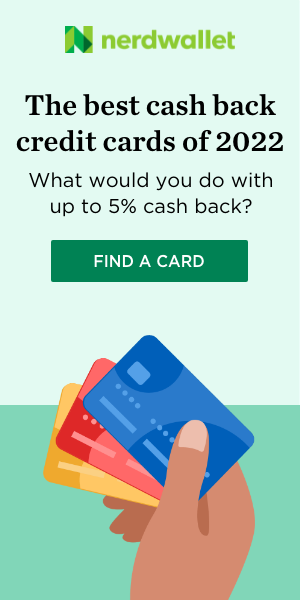 nerdwallet
The best cash back
credit cards of 2022
What would you do with
up to 5% cash back?
FIND A CARD